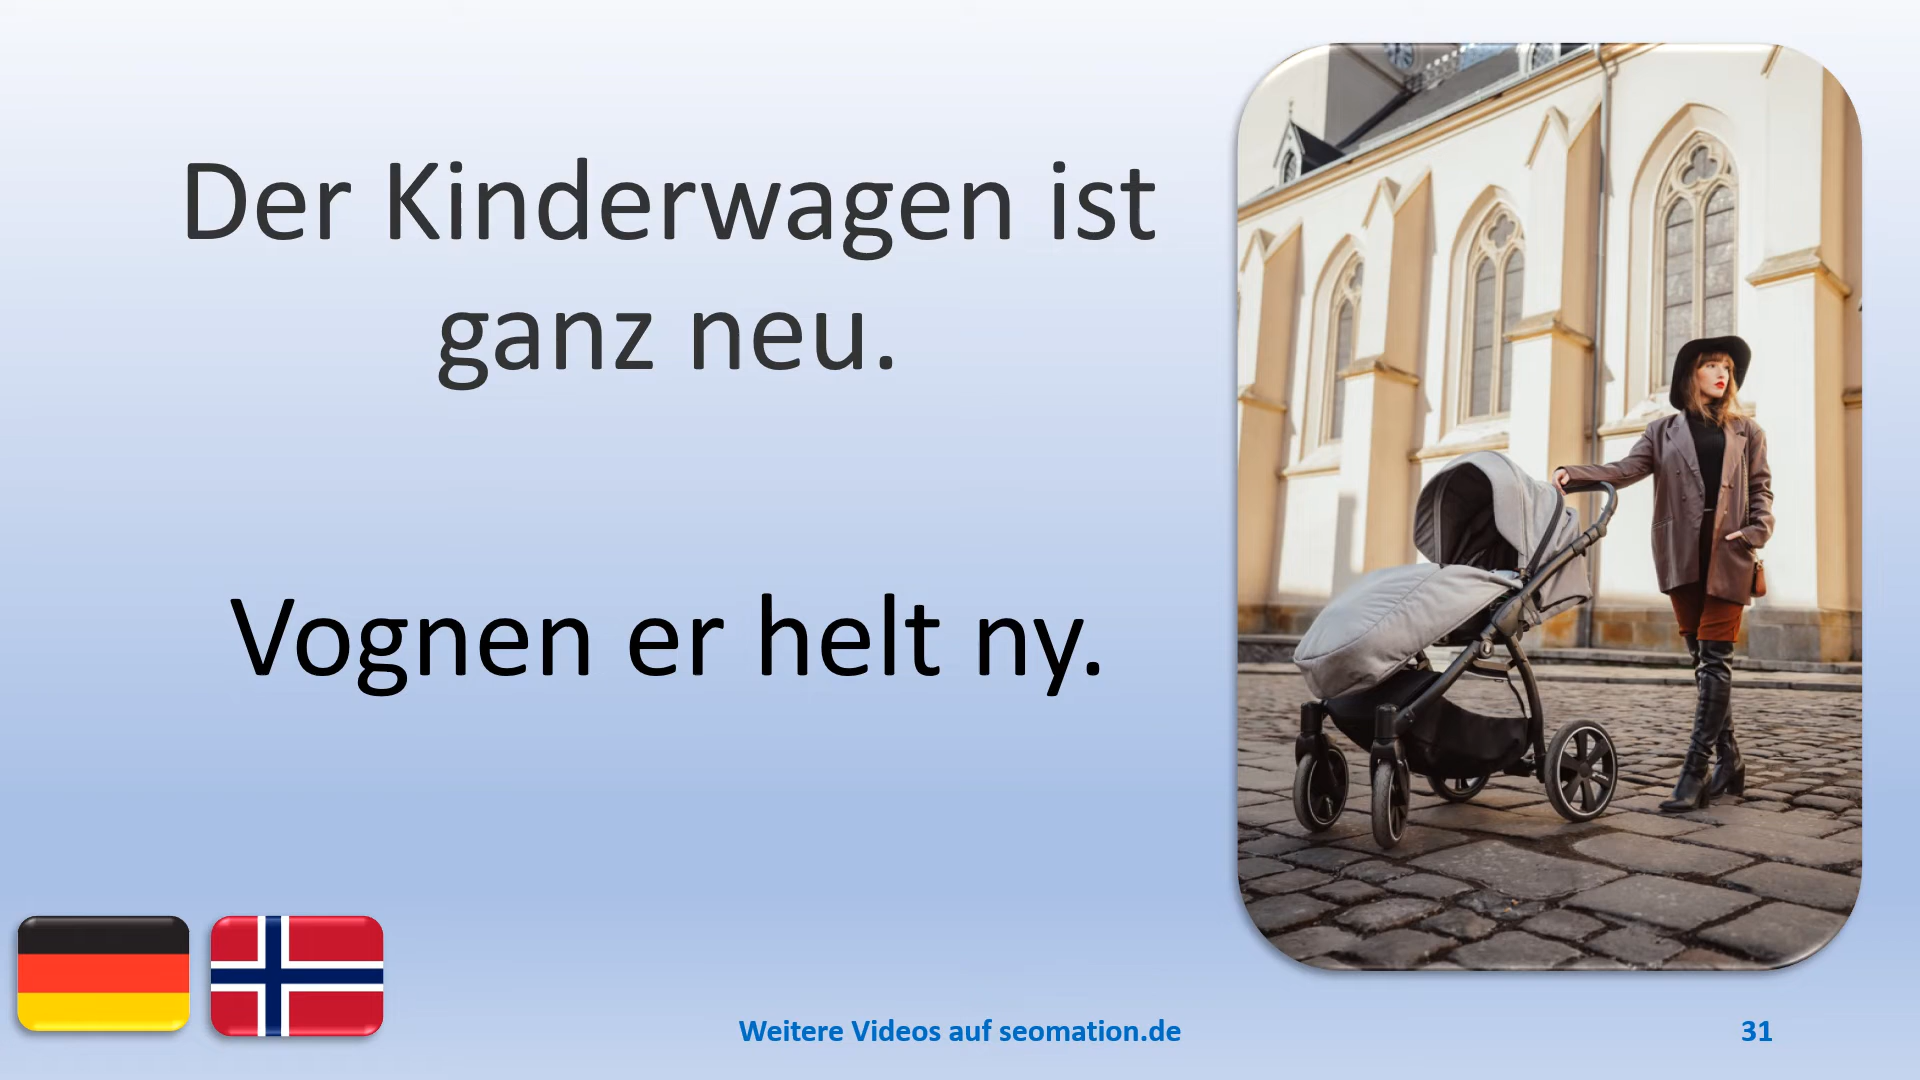 Der Kinderwagen ist
ganz neu.
Vognen er helt ny.
Weitere Videos auf seomation.de
31